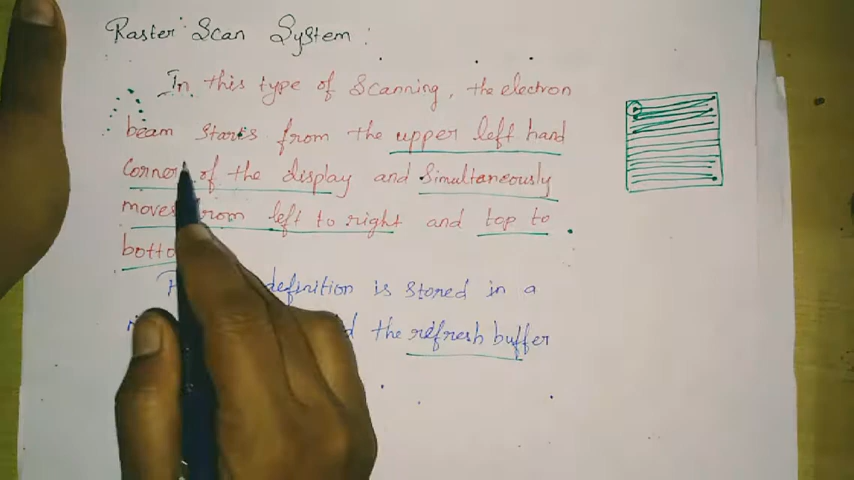 Raster Scan System :
In this type of Scanning, the electron
beam starts from the upper left hand
Corner of the display and Simultaneously
moves from left to right and top to
botto
definition is stored in a
the refresh buffer